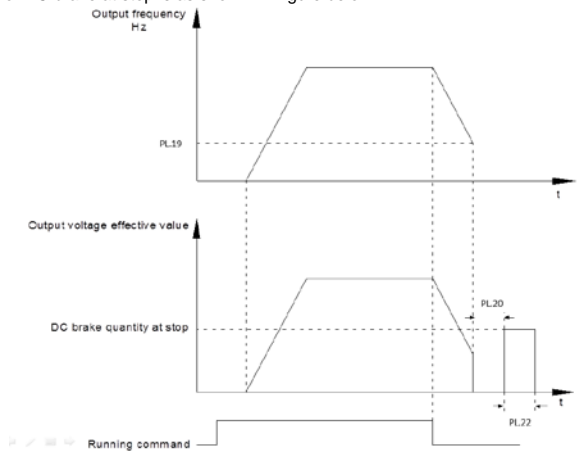 Output frequency
Hz
PL.19
t
Output voltage effective value
PL.20
DC brake quantity at stop
t
PL.22
Running command